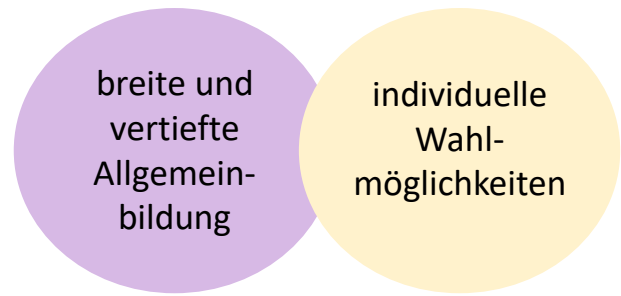 breite und
vertiefte
Allgemein-
bildung
individuelle
Wahl-
möglichkeiten